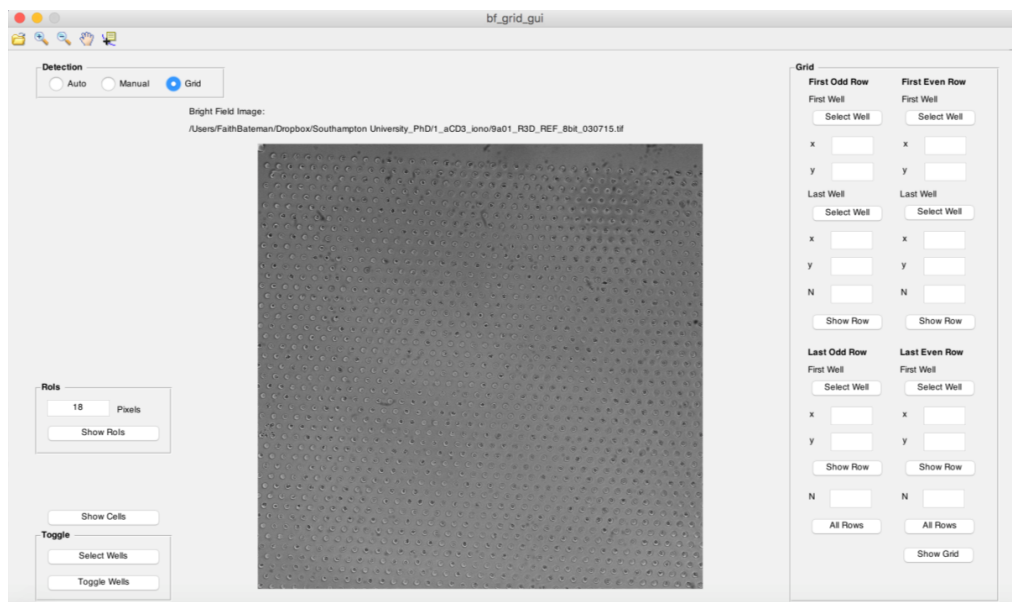 bf_grid_gui
Detection
Auto Manual Grid
Bright Field Image:
/Users/FaithBateman/Dropbox/Southampton University_PhD/1_aCD3_iono/9a01_R3D_REF_8bit_030715.tif
RoIs
18 Pixels
Show RoIs
Show Cells
Toggle
Select Wells
Toggle Wells
Grid
First Odd Row First Even Row
First Well First Well
Select Well Select Well
x x
y y
Last Well Last Well
Select Well Select Well
x x
y y
N N
Show Row Show Row
Last Odd Row Last Even Row
First Well First Well
Select Well Select Well
x x
y y
Show Row Show Row
N N
All Rows All Rows
Show Grid